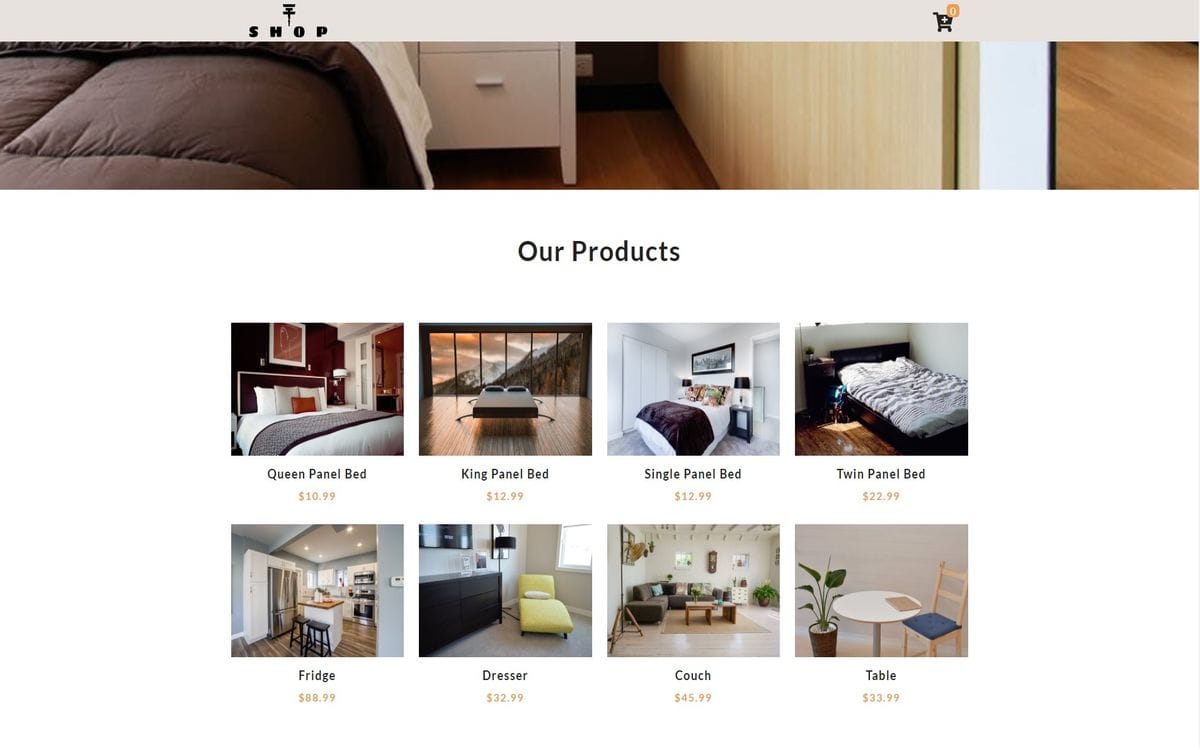 0
SHOP
Our Products
Queen Panel Bed
King Panel Bed
Single Panel Bed
Twin Panel Bed
$10.99
$12.99
$12.99
$22.99
Fridge
Dresser
Couch
Table
$88.99
$32.99
$45.99
$33.99